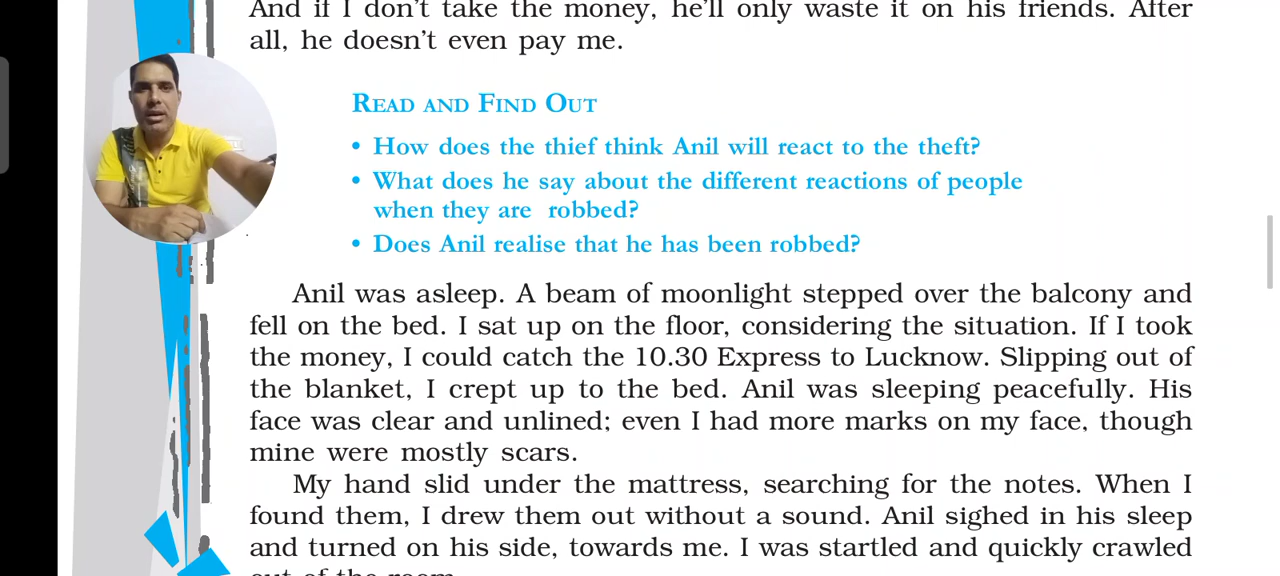 And if I don't take the money, he'll only waste it on his friends. After
all, he doesn't even pay me.
READ AND FIND OUT
• How does the thief think Anil will react to the theft?
• What does he say about the different reactions of people
when they are robbed?
• Does Anil realise that he has been robbed?
Anil was asleep. A beam of moonlight stepped over the balcony and
fell on the bed. I sat up on the floor, considering the situation. If I took
the money, I could catch the 10.30 Express to Lucknow. Slipping out of
the blanket, I crept up to the bed. Anil was sleeping peacefully. His
face was clear and unlined; even I had more marks on my face, though
mine were mostly scars.
My hand slid under the mattress, searching for the notes. When I
found them, I drew them out without a sound. Anil sighed in his sleep
and turned on his side, towards me. I was startled and quickly crawled
out of the room.